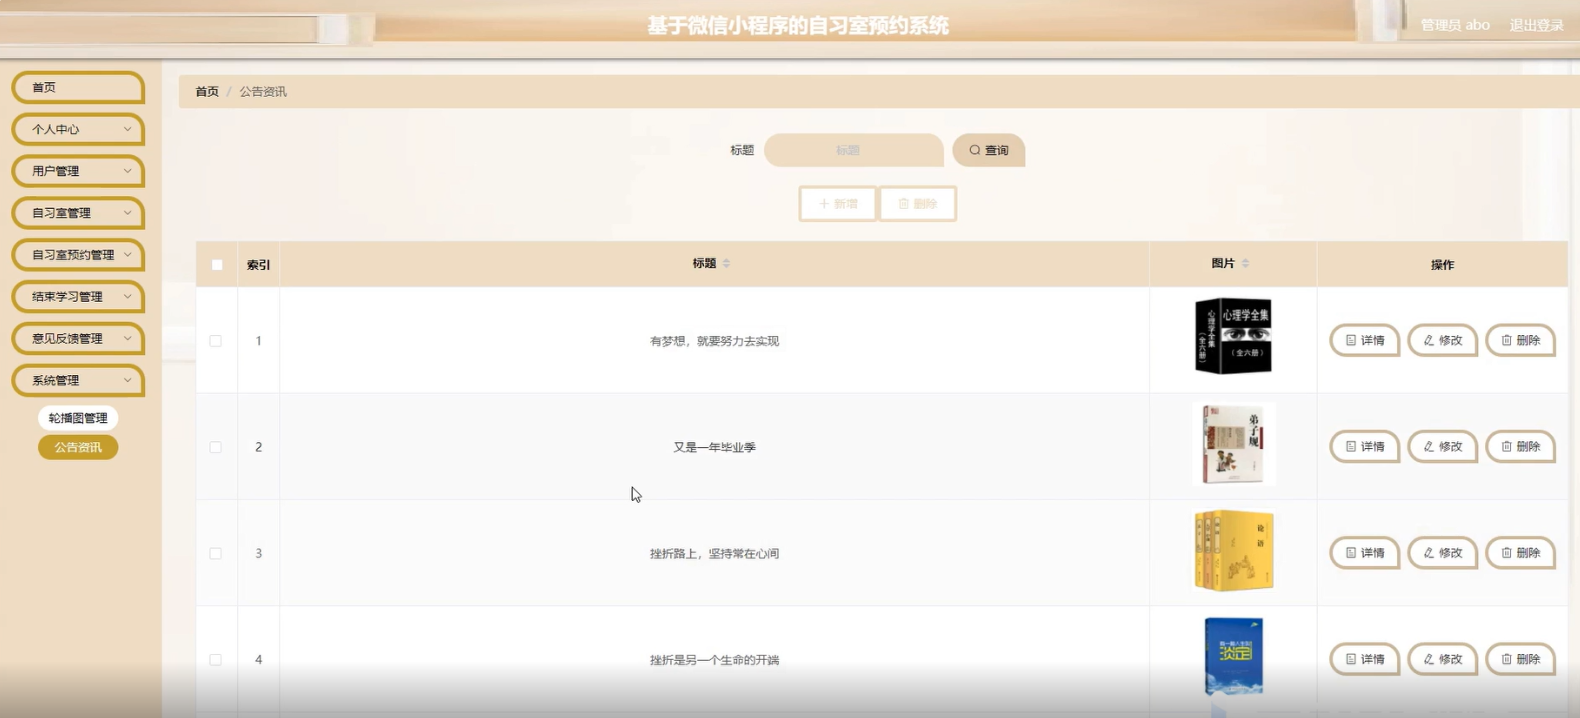 基于微信小程序的自习室预约系统
管理员 abo 退出登录
首页
个人中心
用户管理
自习室管理
自习室预约管理
结束学习管理
意见反馈管理
系统管理
轮播图管理
公告资讯
首页 / 公告资讯
标题 标题 查询
新增 删除
索引 标题 图片 操作
1 有梦想，就要努力去实现 详情 修改 删除
心理学全集
心理学全集
（全六册）
（全六册）
2 又是一年毕业季 详情 修改 删除
弟子规
3 挫折路上，坚持常在心间 详情 修改 删除
论语
4 挫折是另一个生命的开端 详情 修改 删除
淡定